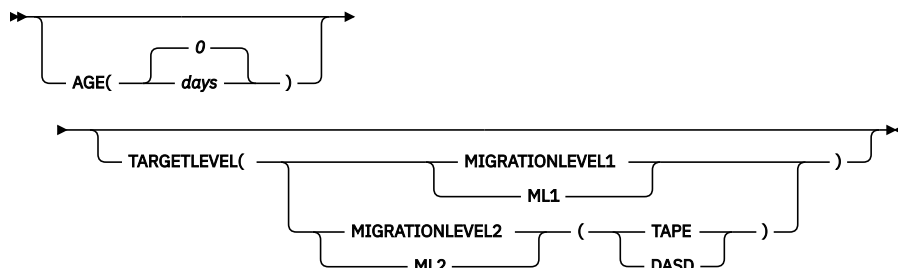 0
AGE( days )
TARGETLEVEL( MIGRATIONLEVEL1 )
ML1
MIGRATIONLEVEL2 ( TAPE )
ML2 DASD